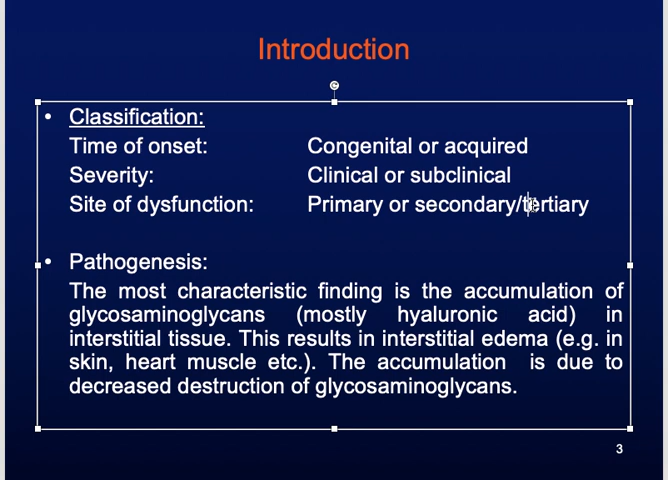 Introduction
• Classification:
Time of onset: Congenital or acquired
Severity: Clinical or subclinical
Site of dysfunction: Primary or secondary/tertiary
• Pathogenesis:
The most characteristic finding is the accumulation of
glycosaminoglycans (mostly hyaluronic acid) in
interstitial tissue. This results in interstitial edema (e.g. in
skin, heart muscle etc.). The accumulation is due to
decreased destruction of glycosaminoglycans.
3